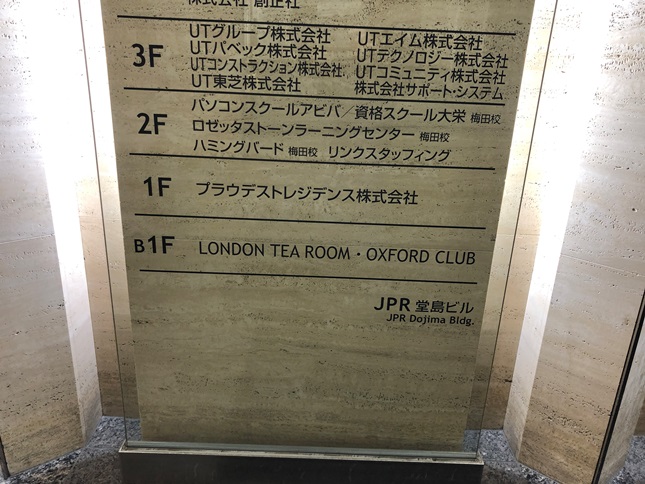 株式会社 創正社
3F
UTグループ株式会社 UTエイム株式会社
UTパベック株式会社 UTテクノロジー株式会社
UTコンストラクション株式会社 UTコミュニティ株式会社
UT東芝株式会社 株式会社サポート・システム
2F
パソコンスクールアビバ／資格スクール大栄 梅田校
ロゼッタストーンラーニングセンター 梅田校
ハミングバード 梅田校 リンクスタッフィング
1F プラウデストレジデンス株式会社
B1F LONDON TEA ROOM・OXFORD CLUB
JPR 堂島ビル
JPR Dojima Bldg.